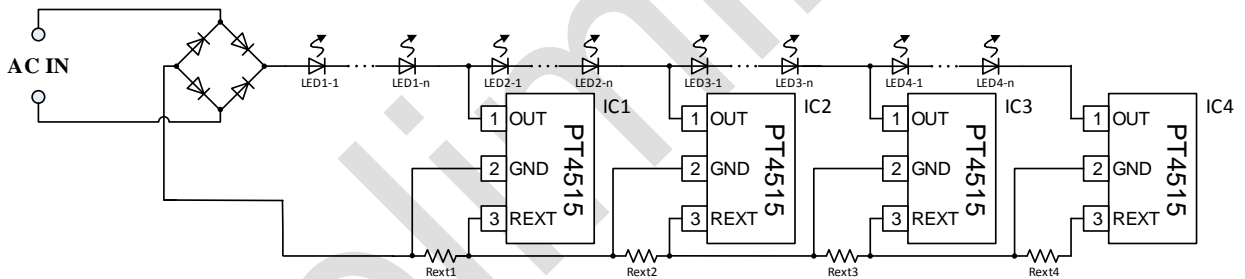 AC IN
LED1-1
LED1-n
LED2-1
LED2-n
LED3-1
LED3-n
LED4-1
LED4-n
IC1
1 OUT
2 GND
3 REXT
PT4515
IC2
1 OUT
2 GND
3 REXT
PT4515
IC3
1 OUT
2 GND
3 REXT
PT4515
IC4
1 OUT
2 GND
3 REXT
PT4515
Rext1
Rext2
Rext3
Rext4